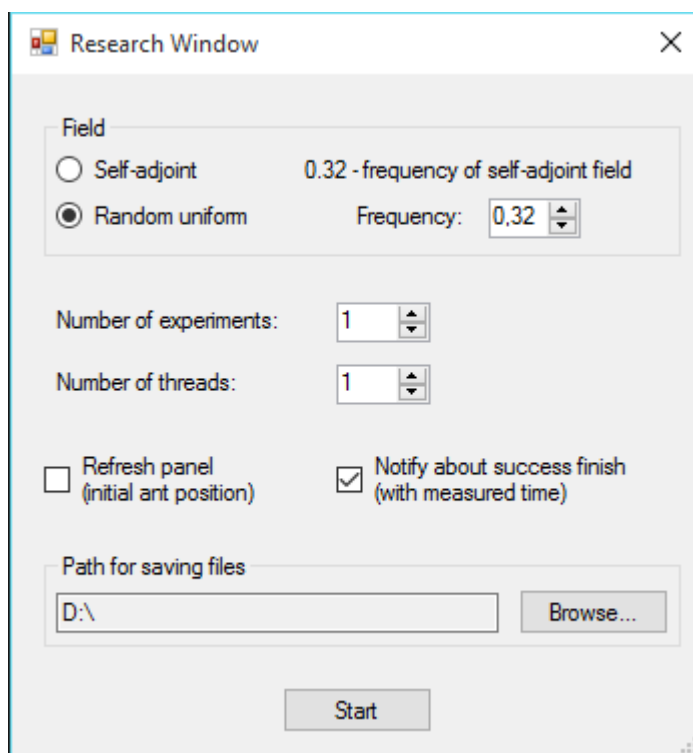 Research Window
Field
Self-adjoint 0.32 - frequency of self-adjoint field
Random uniform Frequency: 0,32
Number of experiments: 1
Number of threads: 1
Refresh panel
(initial ant position)
Notify about success finish
(with measured time)
Path for saving files
D:\ Browse...
Start